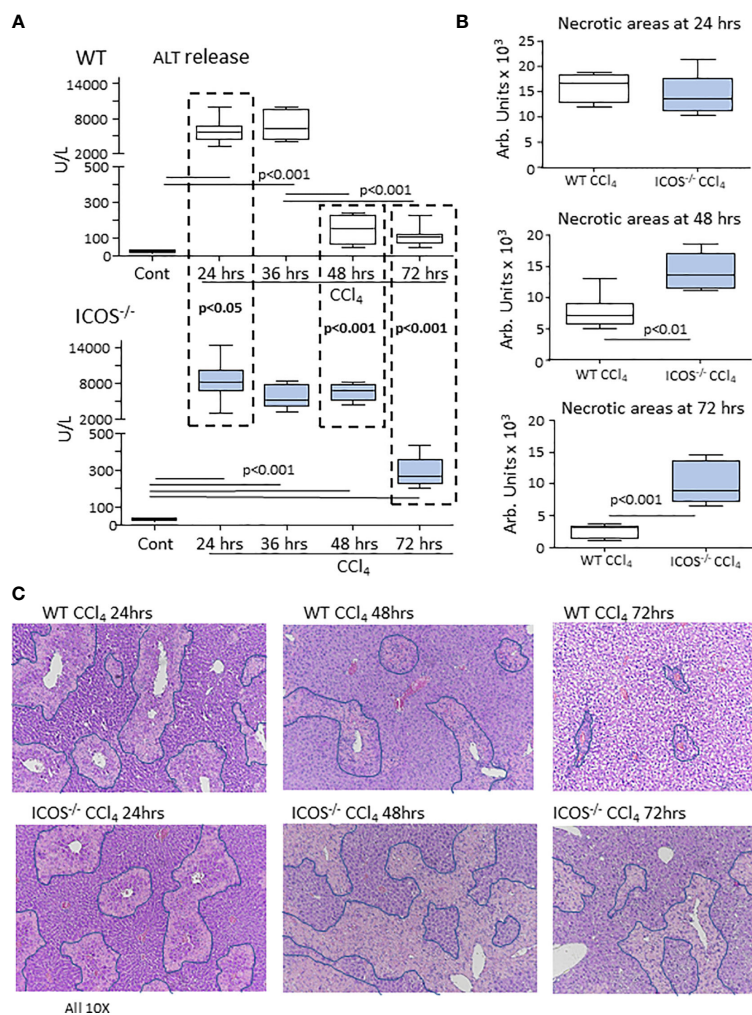 A
WT
ALT release
14000
8000
2000
500
300
100
0
U/L
p<0.001
p<0.001
Cont
24 hrs
36 hrs
48 hrs
72 hrs
CCl4
ICOS-/-
p<0.05
p<0.001
p<0.001
14000
8000
2000
500
300
100
0
U/L
p<0.001
Cont
24 hrs
36 hrs
48 hrs
72 hrs
CCl4
B
Necrotic areas at 24 hrs
Arb. Units x 10³
25
20
15
10
5
0
WT CCl4
ICOS-/- CCl4
Necrotic areas at 48 hrs
Arb. Units x 10³
20
15
10
5
0
p<0.01
WT CCl4
ICOS-/- CCl4
Necrotic areas at 72 hrs
Arb. Units x 10³
20
15
10
5
0
p<0.001
WT CCl4
ICOS-/- CCl4
C
WT CCl4 24hrs
WT CCl4 48hrs
WT CCl4 72hrs
ICOS-/- CCl4 24hrs
ICOS-/- CCl4 48hrs
ICOS-/- CCl4 72hrs
All 10X